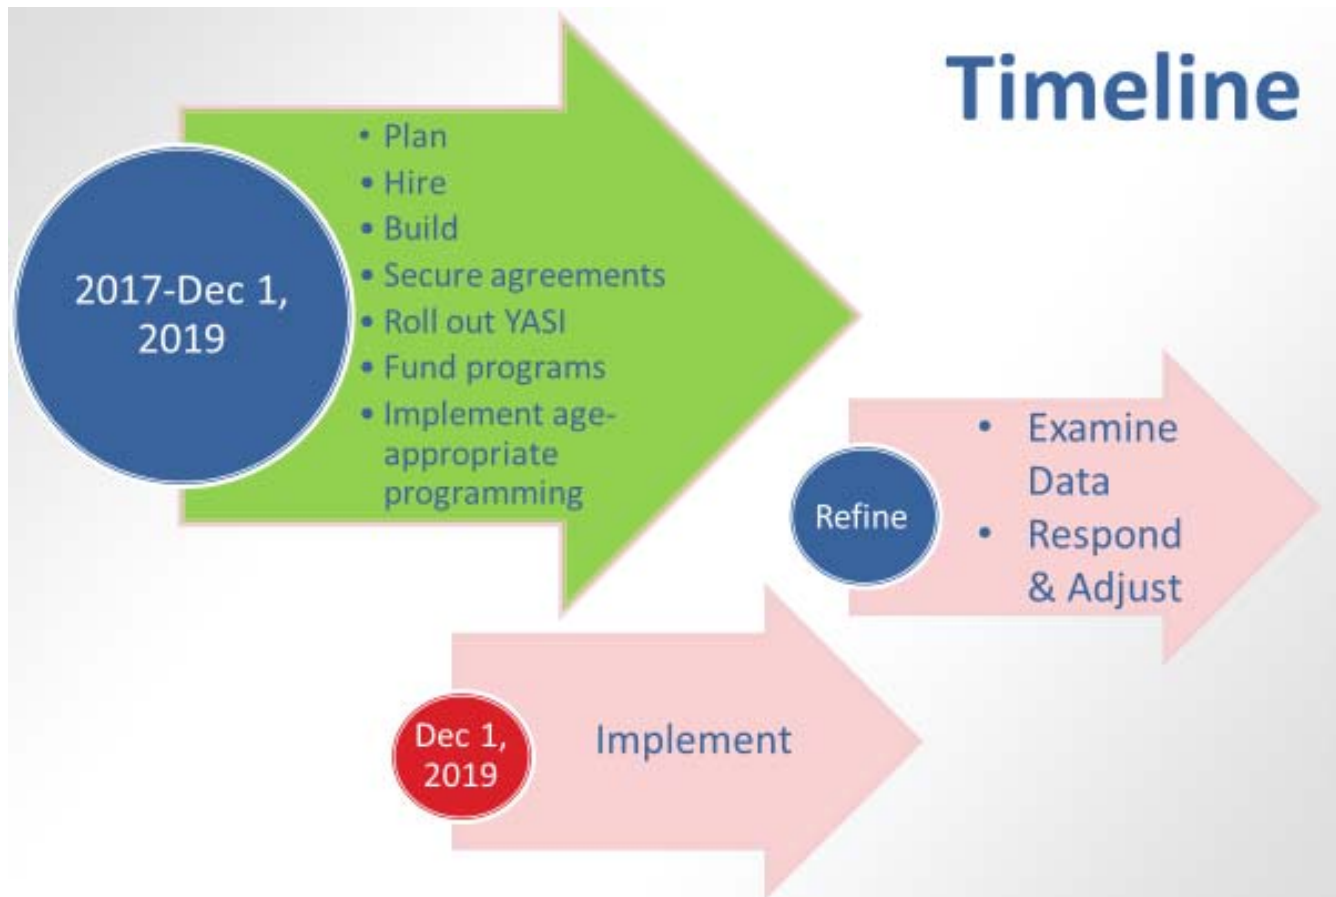 Timeline
2017-Dec 1,
2019
• Plan
• Hire
• Build
• Secure agreements
• Roll out YASI
• Fund programs
• Implement age-
appropriate
programming
Dec 1,
2019
Implement
Refine
• Examine
Data
• Respond
& Adjust